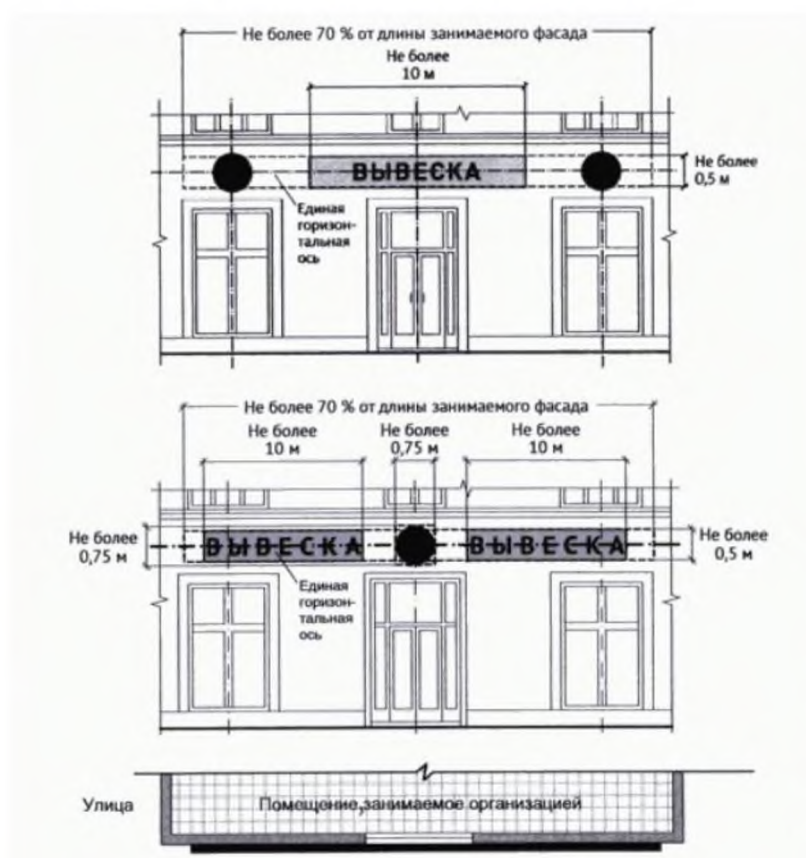 Не более 70 % от длины занимаемого фасада
Не более
10 м
ВЫВЕСКА
Не более
0,5 м
Единая
горизон-
тальная
ось
Не более 70 % от длины занимаемого фасада
Не более
10 м
Не более
0,75 м
Не более
10 м
Не более
0,75 м
ВЫВЕСКА
ВЫВЕСКА
Не более
0,5 м
Единая
горизон-
тальная
ось
Улица
Помещение,занимаемое организацией